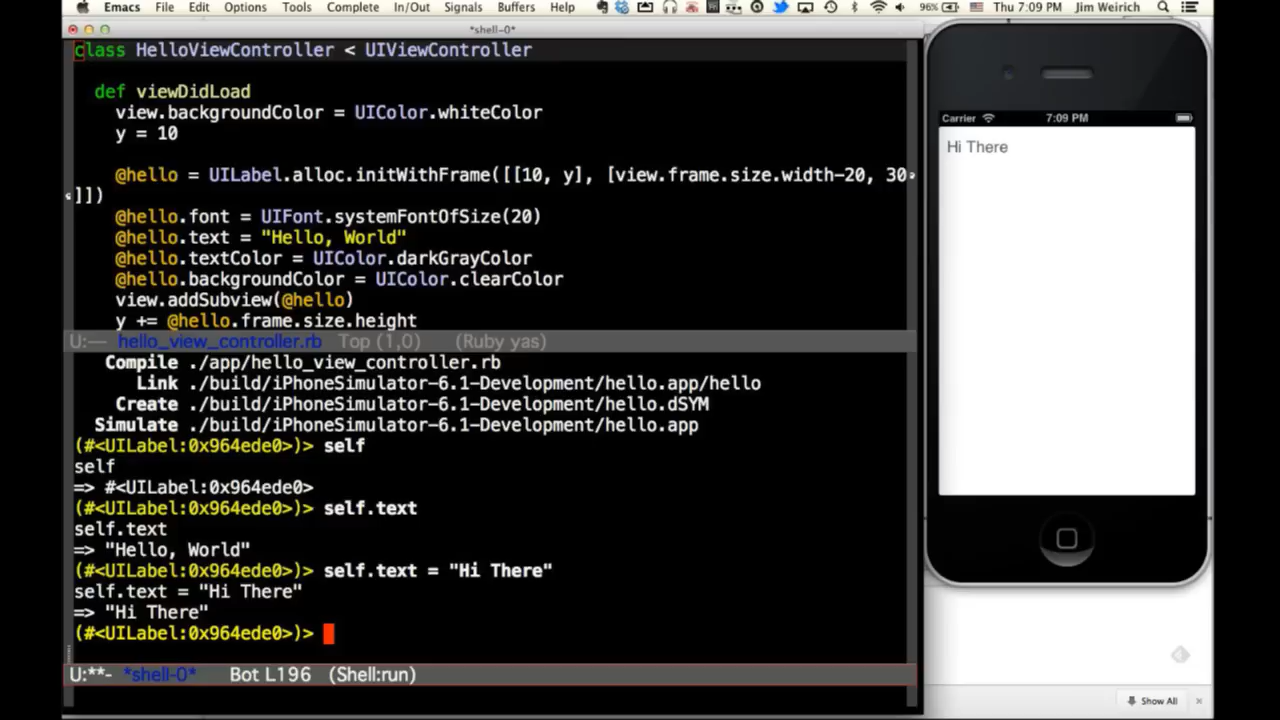 Emacs File Edit Options Tools Complete In/Out Signals Buffers Help 96% Thu 7:09 PM Jim Weirich
*shell-0*
class HelloViewController < UIViewController
def viewDidLoad
view.backgroundColor = UIColor.whiteColor
y = 10
@hello = UILabel.alloc.initWithFrame([[10, y], [view.frame.size.width-20, 30
]])
@hello.font = UIFont.systemFontOfSize(20)
@hello.text = "Hello, World"
@hello.textColor = UIColor.darkGrayColor
@hello.backgroundColor = UIColor.clearColor
view.addSubview(@hello)
y += @hello.frame.size.height
U:--- hello_view_controller.rb Top (1,0) (Ruby yas)
Compile ./app/hello_view_controller.rb
Link ./build/iPhoneSimulator-6.1-Development/hello.app/hello
Create ./build/iPhoneSimulator-6.1-Development/hello.dSYM
Simulate ./build/iPhoneSimulator-6.1-Development/hello.app
(#<UILabel:0x964ede0>)> self
self
=> #<UILabel:0x964ede0>
(#<UILabel:0x964ede0>)> self.text
self.text
=> "Hello, World"
(#<UILabel:0x964ede0>)> self.text = "Hi There"
self.text = "Hi There"
=> "Hi There"
(#<UILabel:0x964ede0>)>
U:**- *shell-0* Bot L196 (Shell:run)
Carrier 7:09 PM
Hi There
Show All